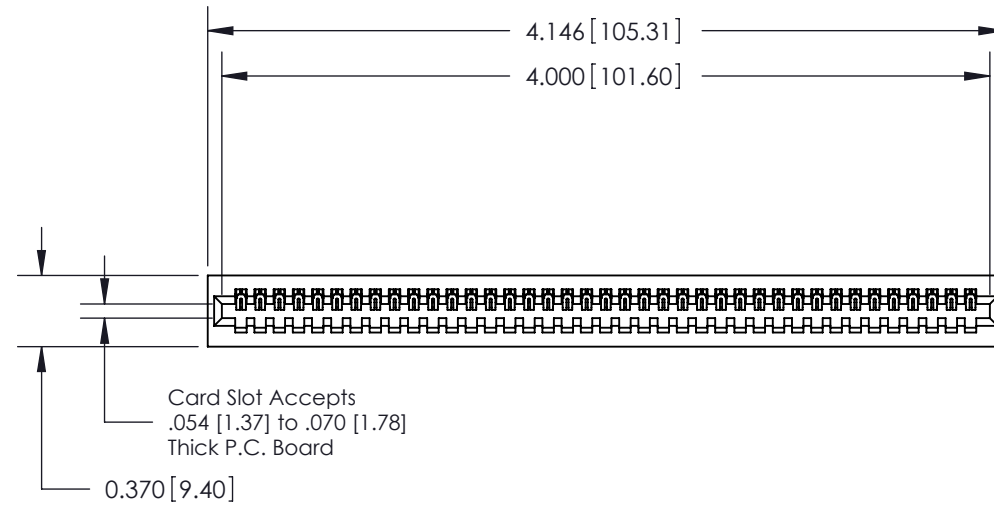 4.146 [105.31]
4.000 [101.60]
Card Slot Accepts
.054 [1.37] to .070 [1.78]
Thick P.C. Board
0.370 [9.40]